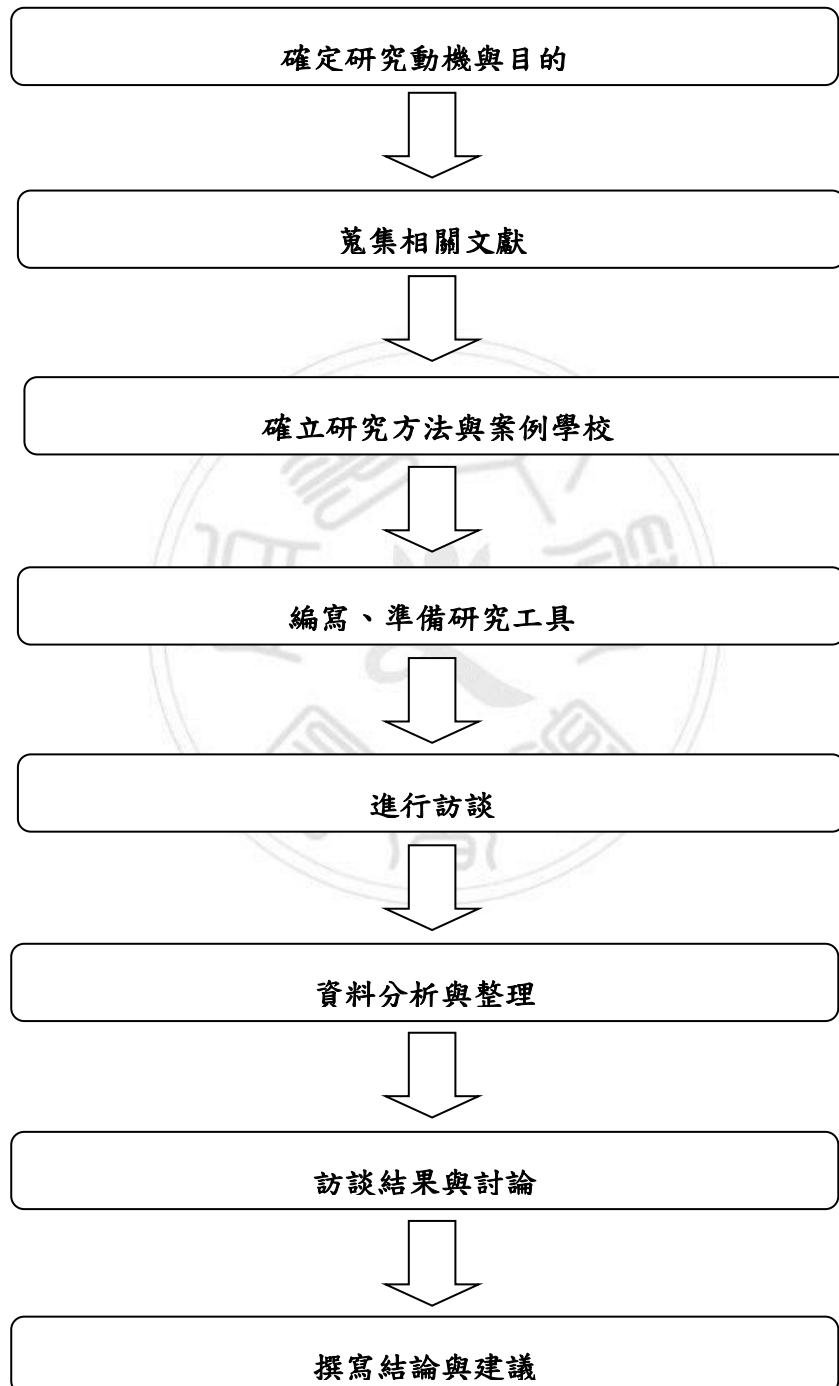 確定研究動機與目的
蒐集相關文獻
確立研究方法與案例學校
編寫、準備研究工具
進行訪談
資料分析與整理
訪談結果與討論
撰寫結論與建議